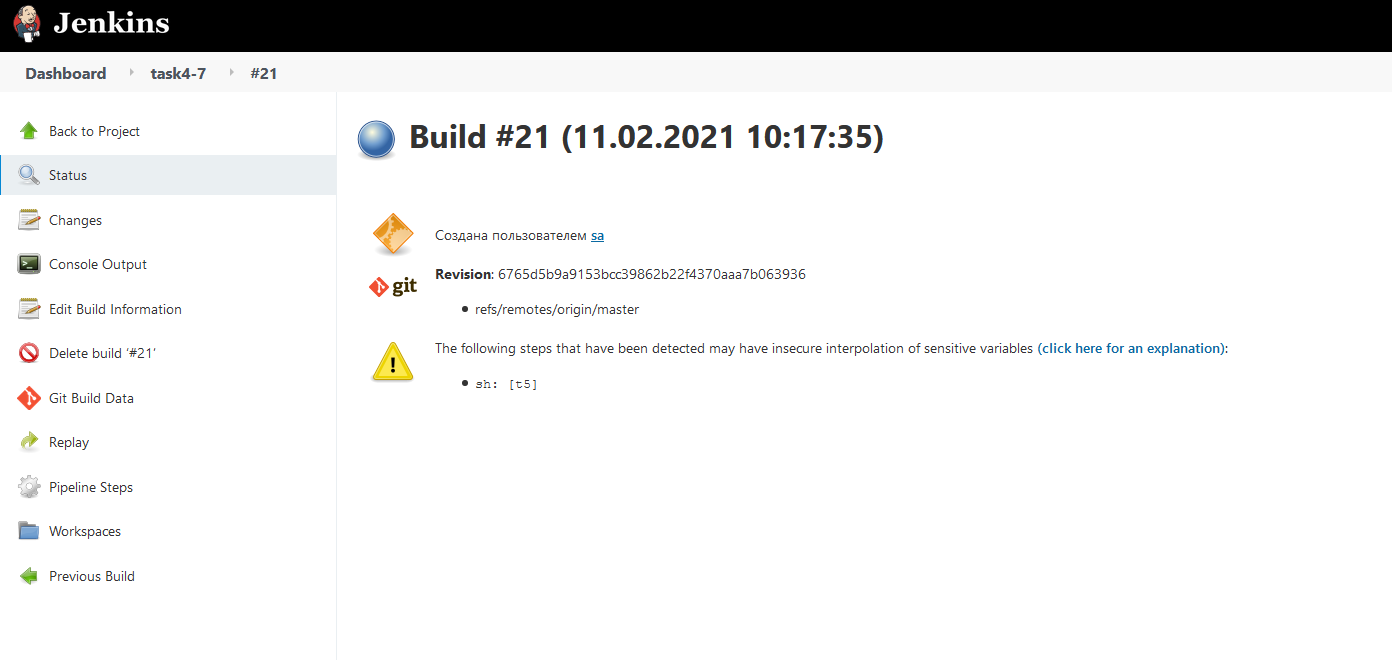 Jenkins
Dashboard task4-7 #21
Back to Project
Status
Changes
Console Output
Edit Build Information
Delete build ‘#21’
Git Build Data
Replay
Pipeline Steps
Workspaces
Previous Build
Build #21 (11.02.2021 10:17:35)
Создана пользователем sa
git
Revision: 6765d5b9a9153bcc39862b22f4370aaa7b063936
refs/remotes/origin/master
The following steps that have been detected may have insecure interpolation of sensitive variables (click here for an explanation):
sh: [t5]